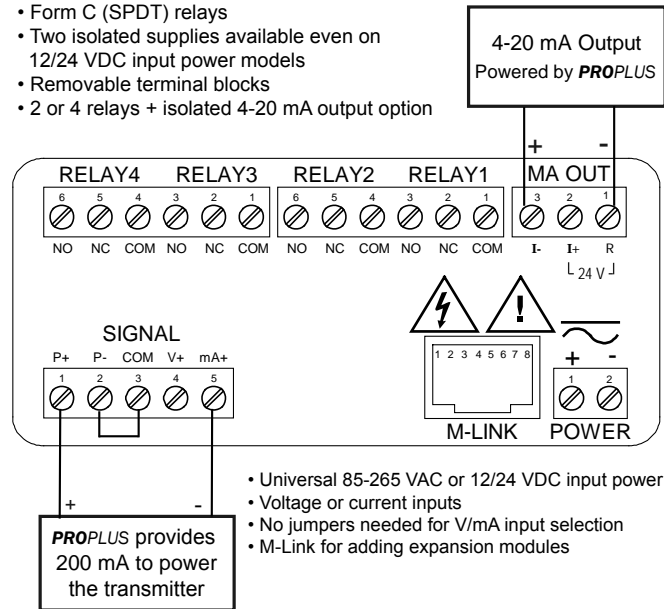 • Form C (SPDT) relays
• Two isolated supplies available even on
12/24 VDC input power models
• Removable terminal blocks
• 2 or 4 relays + isolated 4-20 mA output option
4-20 mA Output
Powered by PROPLUS
+ -
RELAY4 RELAY3 RELAY2 RELAY1 MA OUT
6 5 4 3 2 1 6 5 4 3 2 1 3 2 1
NO NC COM NO NC COM NO NC COM NO NC COM I- I+ R
24 V
SIGNAL
P+ P- COM V+ mA+
1 2 3 4 5
!
1 2 3 4 5 6 7 8
M-LINK
+ -
1 2
POWER
+ -
PROPLUS provides
200 mA to power
the transmitter
• Universal 85-265 VAC or 12/24 VDC input power
• Voltage or current inputs
• No jumpers needed for V/mA input selection
• M-Link for adding expansion modules